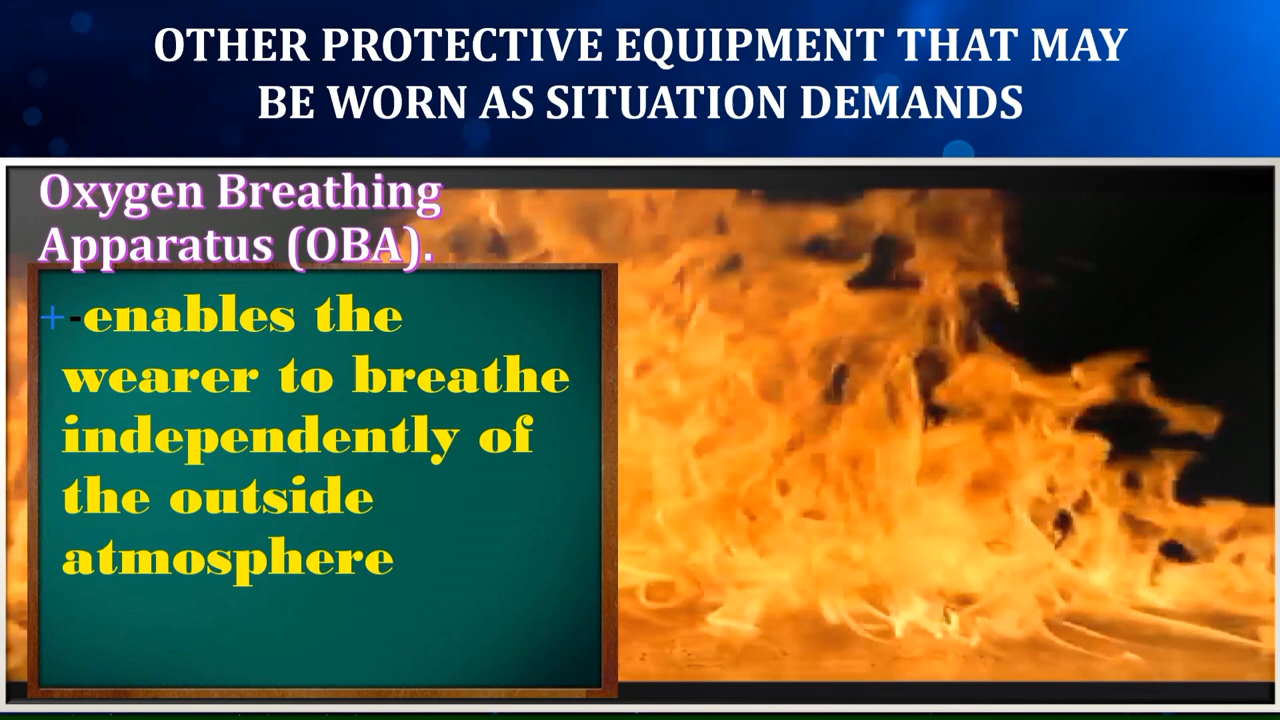 OTHER PROTECTIVE EQUIPMENT THAT MAY
BE WORN AS SITUATION DEMANDS
Oxygen Breathing
Apparatus (OBA).
+-enables the
wearer to breathe
independently of
the outside
atmosphere